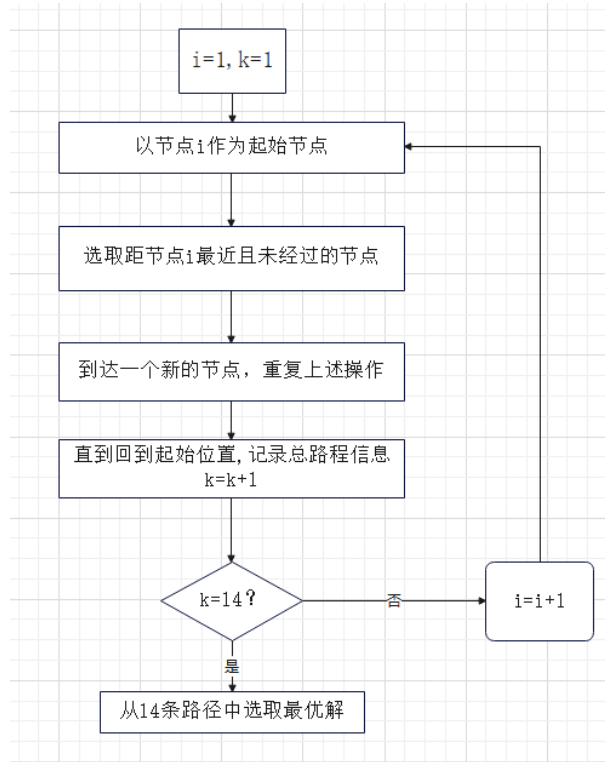 i=1,k=1
以节点i作为起始节点
选取距节点i最近且未经过的节点
到达一个新的节点，重复上述操作
直到回到起始位置,记录总路程信息
k=k+1
k=14?
否
i=i+1
是
从14条路径中选取最优解